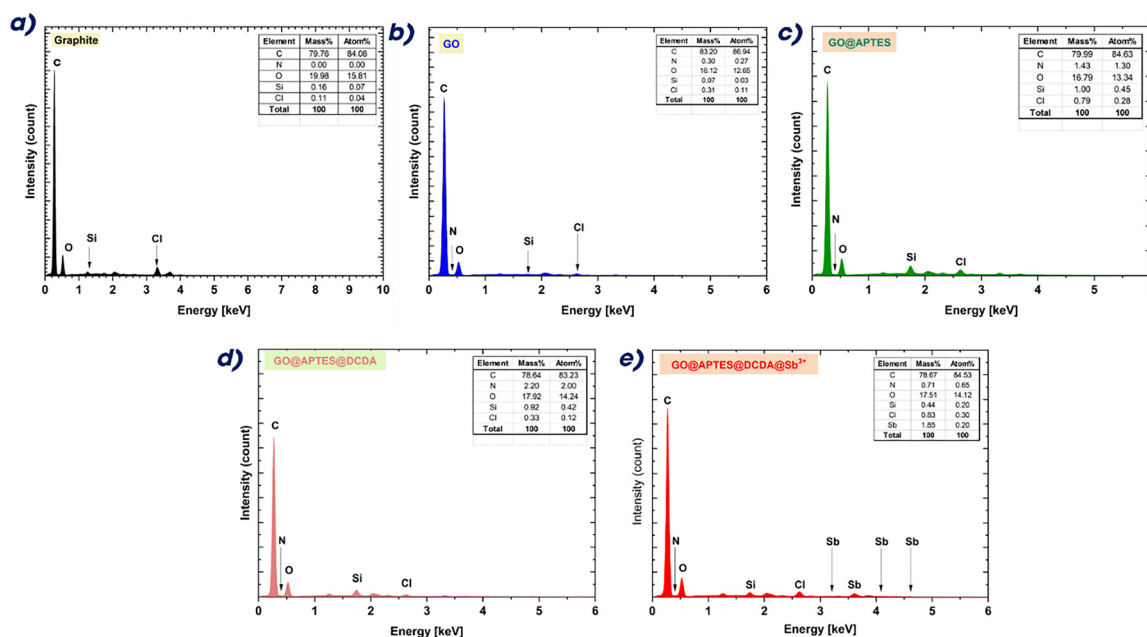 a)
Graphite
Element Mass% Atom%
C 79.76 84.08
N 0.00 0.00
O 19.98 15.81
Si 0.16 0.07
Cl 0.11 0.04
Total 100 100
C
O
Si
Cl
Intensity (count)
0 1 2 3 4 5 6 7 8 9 10
Energy [keV]
b)
GO
Element Mass% Atom%
C 83.20 86.94
N 0.30 0.27
O 16.12 12.65
Si 0.07 0.03
Cl 0.31 0.11
Total 100 100
C
N
O
Si
Cl
Intensity (count)
0 1 2 3 4 5 6
Energy [keV]
c)
GO@APTES
Element Mass% Atom%
C 79.99 84.63
N 1.43 1.30
O 16.79 13.34
Si 1.00 0.45
Cl 0.79 0.28
Total 100 100
C
N
O
Si
Cl
Intensity (count)
0 1 2 3 4 5
Energy [keV]
d)
GO@APTES@DCDA
Element Mass% Atom%
C 78.64 83.23
N 2.20 2.00
O 17.92 14.24
Si 0.92 0.42
Cl 0.33 0.12
Total 100 100
C
N
O
Si
Cl
Intensity (count)
0 1 2 3 4 5 6
Energy [keV]
e)
GO@APTES@DCDA@Sb³⁺
Element Mass% Atom%
C 78.67 84.53
N 0.71 0.65
O 17.51 14.12
Si 0.44 0.20
Cl 0.83 0.30
Sb 1.85 0.20
Total 100 100
C
N
O
Si
Cl
Sb
Sb
Sb
Sb
Intensity (count)
0 1 2 3 4 5 6
Energy [keV]